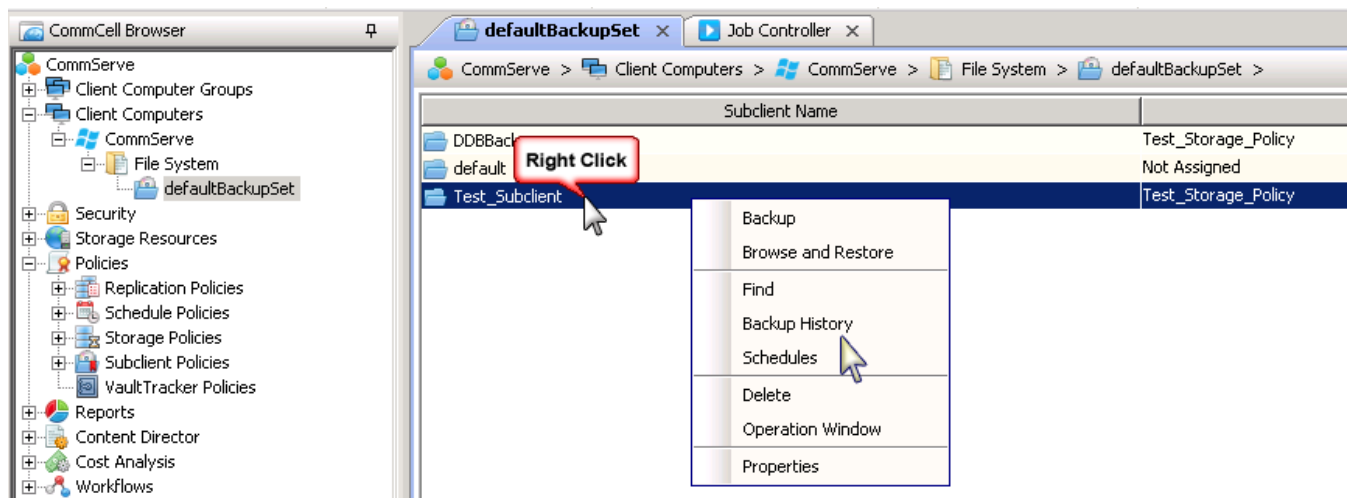 CommCell Browser
CommServe
Client Computer Groups
Client Computers
CommServe
File System
defaultBackupSet
Security
Storage Resources
Policies
Replication Policies
Schedule Policies
Storage Policies
Subclient Policies
VaultTracker Policies
Reports
Content Director
Cost Analysis
Workflows
defaultBackupSet
Job Controller
CommServe > Client Computers > CommServe > File System > defaultBackupSet >
Subclient Name
DDBBack
Test_Storage_Policy
default
Not Assigned
Test_Subclient
Test_Storage_Policy
Right Click
Backup
Browse and Restore
Find
Backup History
Schedules
Delete
Operation Window
Properties